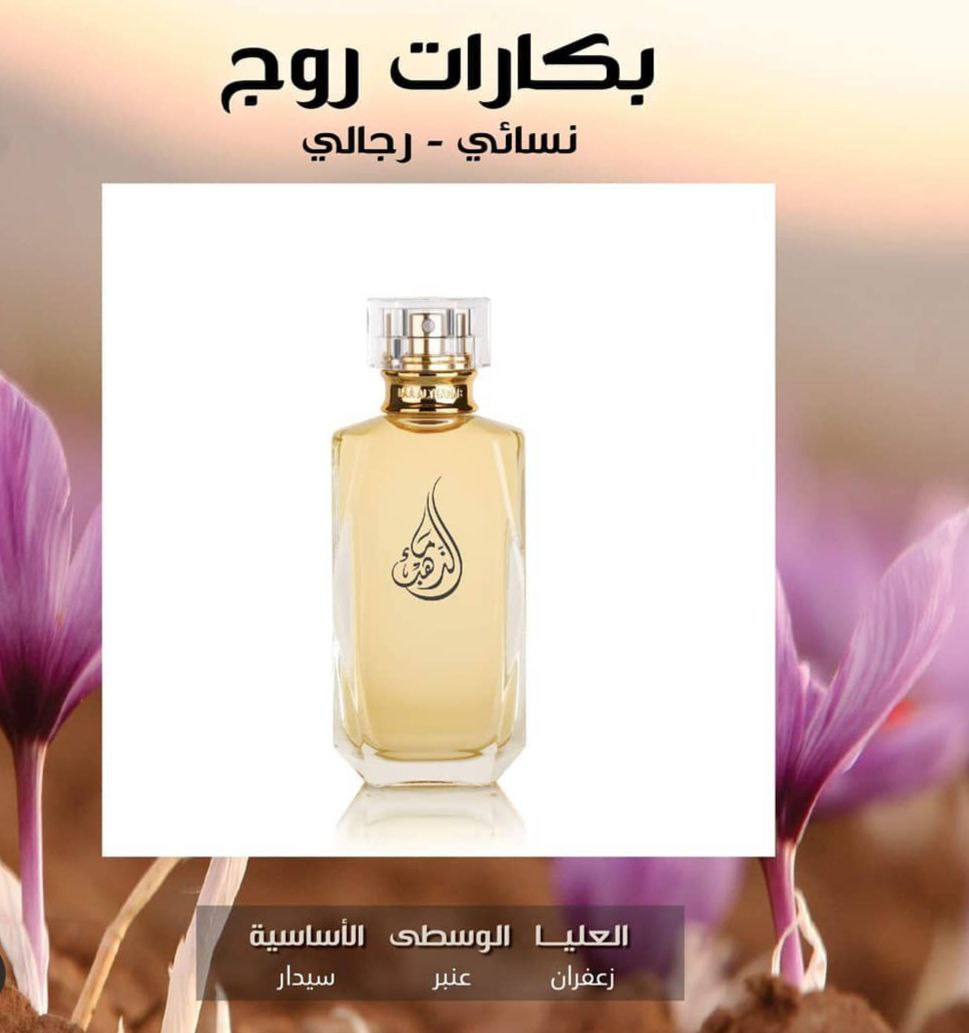 بكارات روج
نسائي - رجالي
ماء الذهب
العليا الوسطى الأساسية
زعفران عنبر سيدار